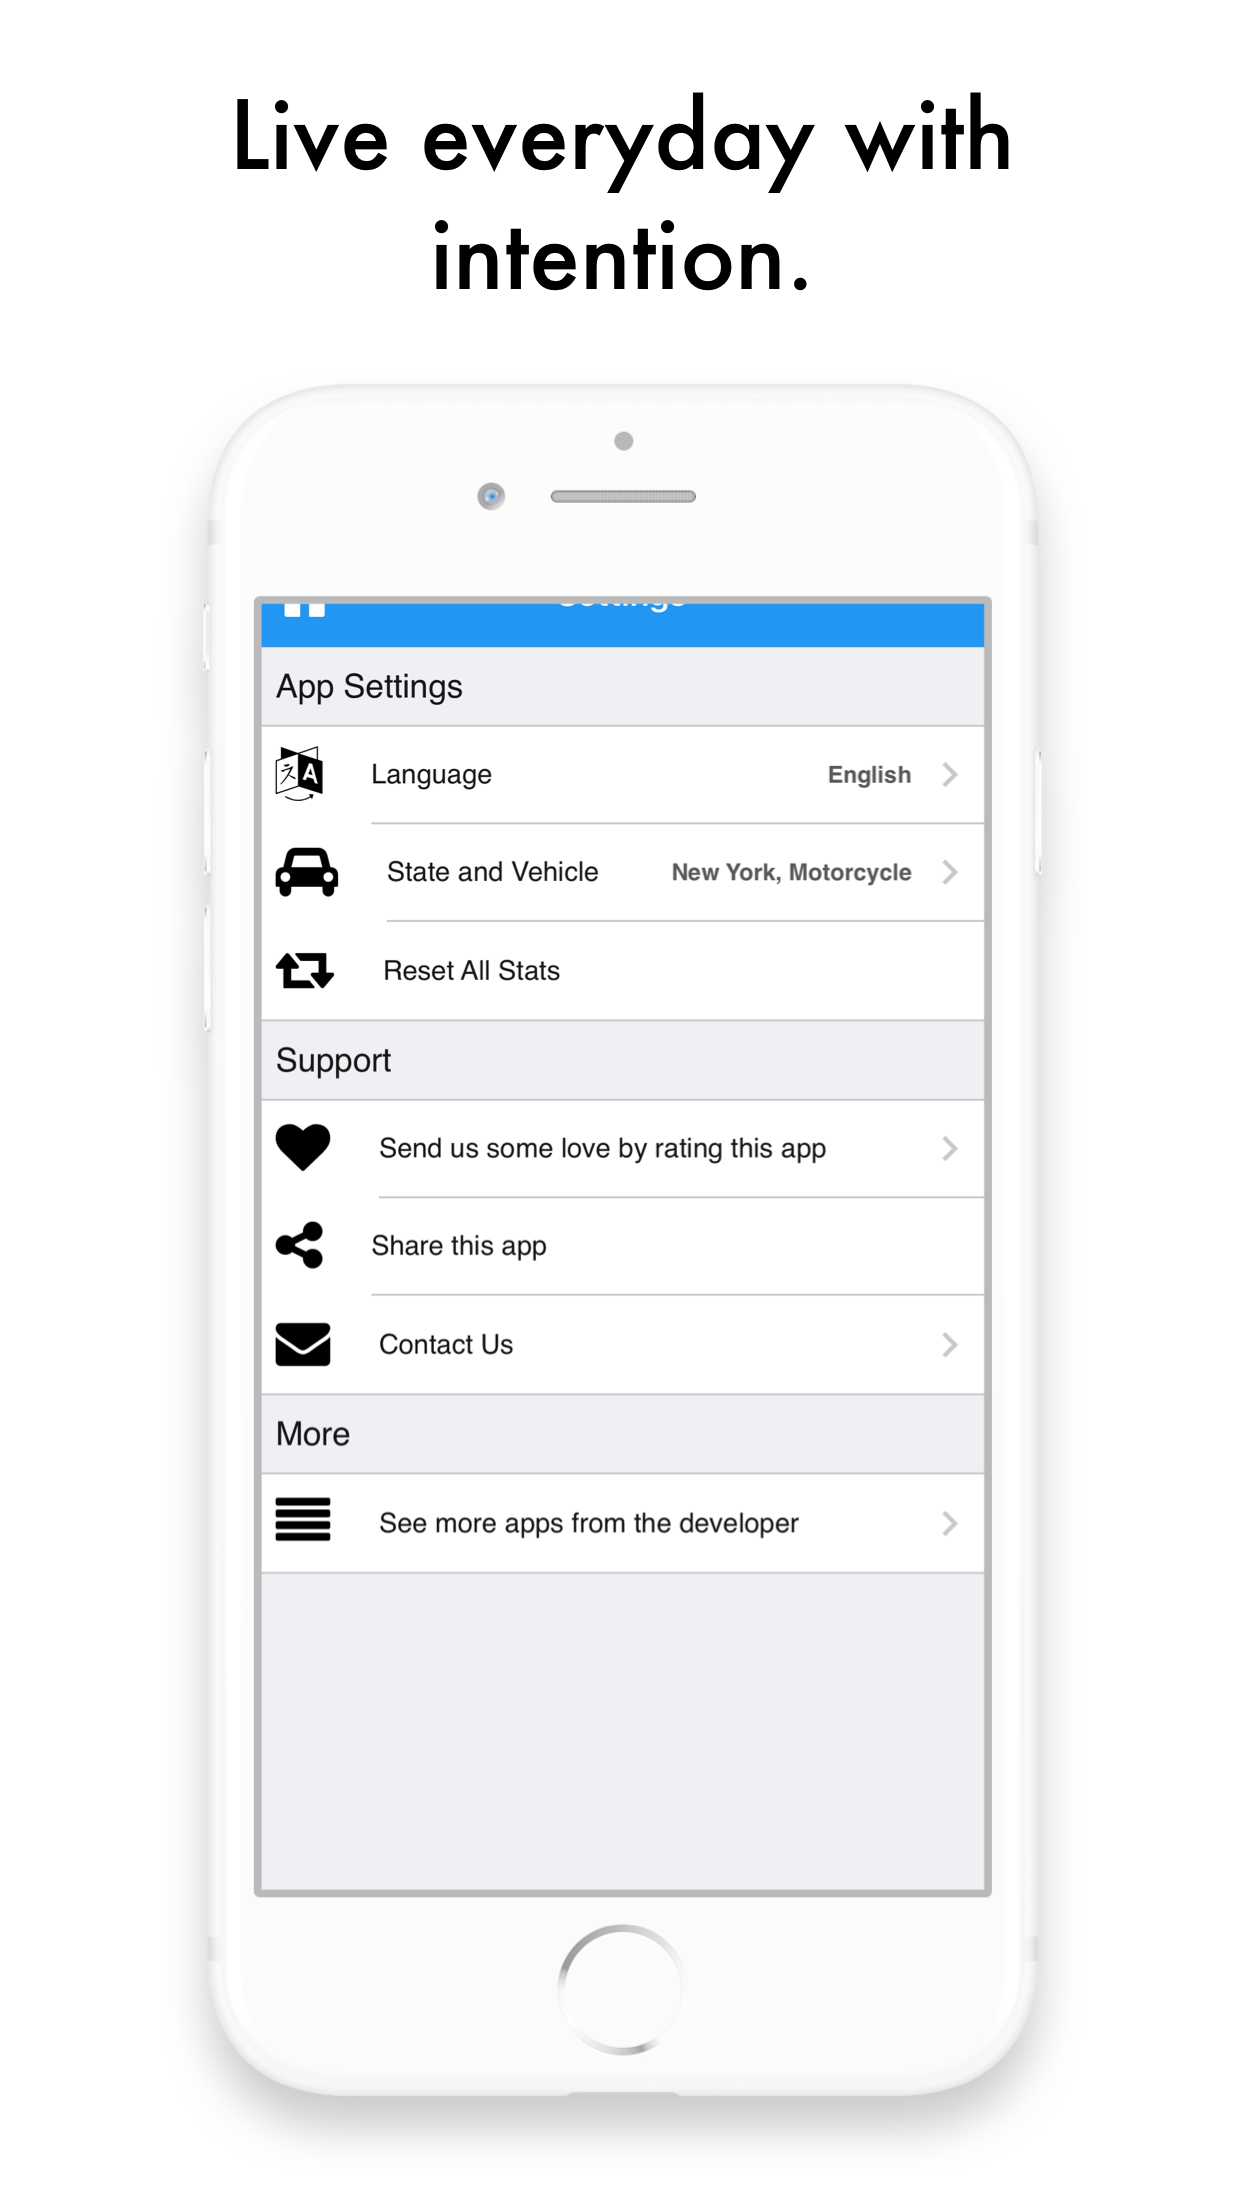 Live everyday with
intention.
Settings
App Settings
Language English
State and Vehicle New York, Motorcycle
Reset All Stats
Support
Send us some love by rating this app
Share this app
Contact Us
More
See more apps from the developer